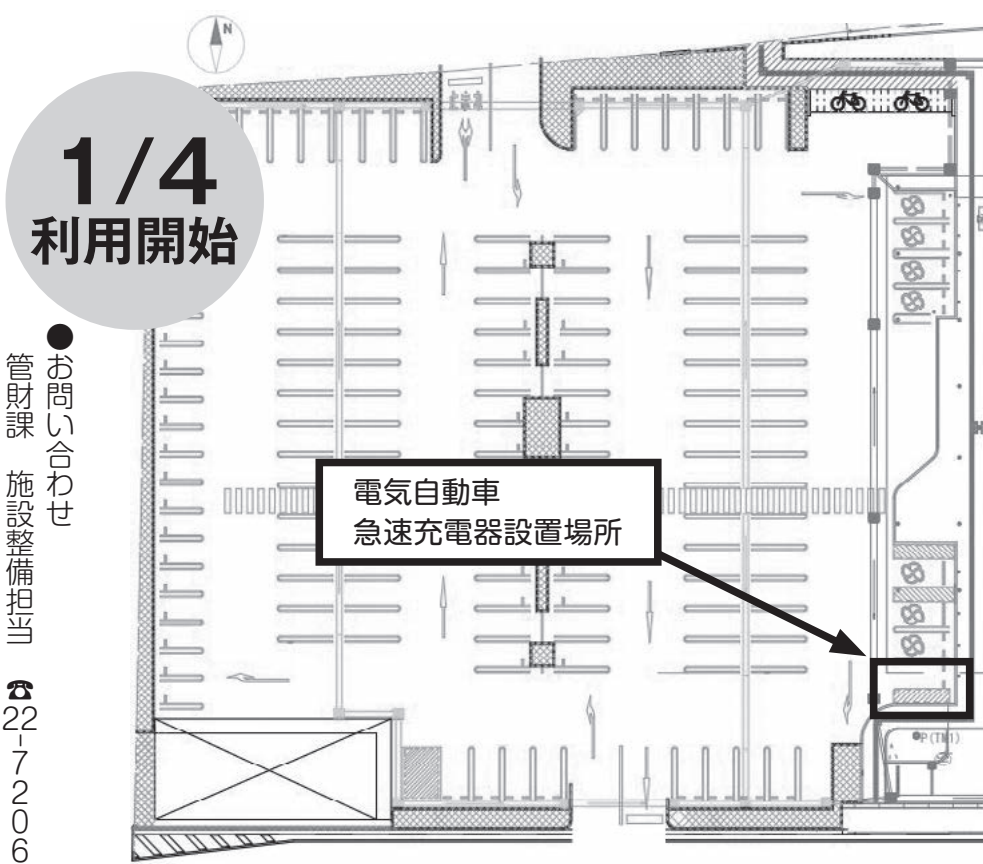 N
1/4
利用開始
電気自動車
急速充電器設置場所
●お問い合わせ
管財課 施設整備担当 ☎22-7206
P(TM1)